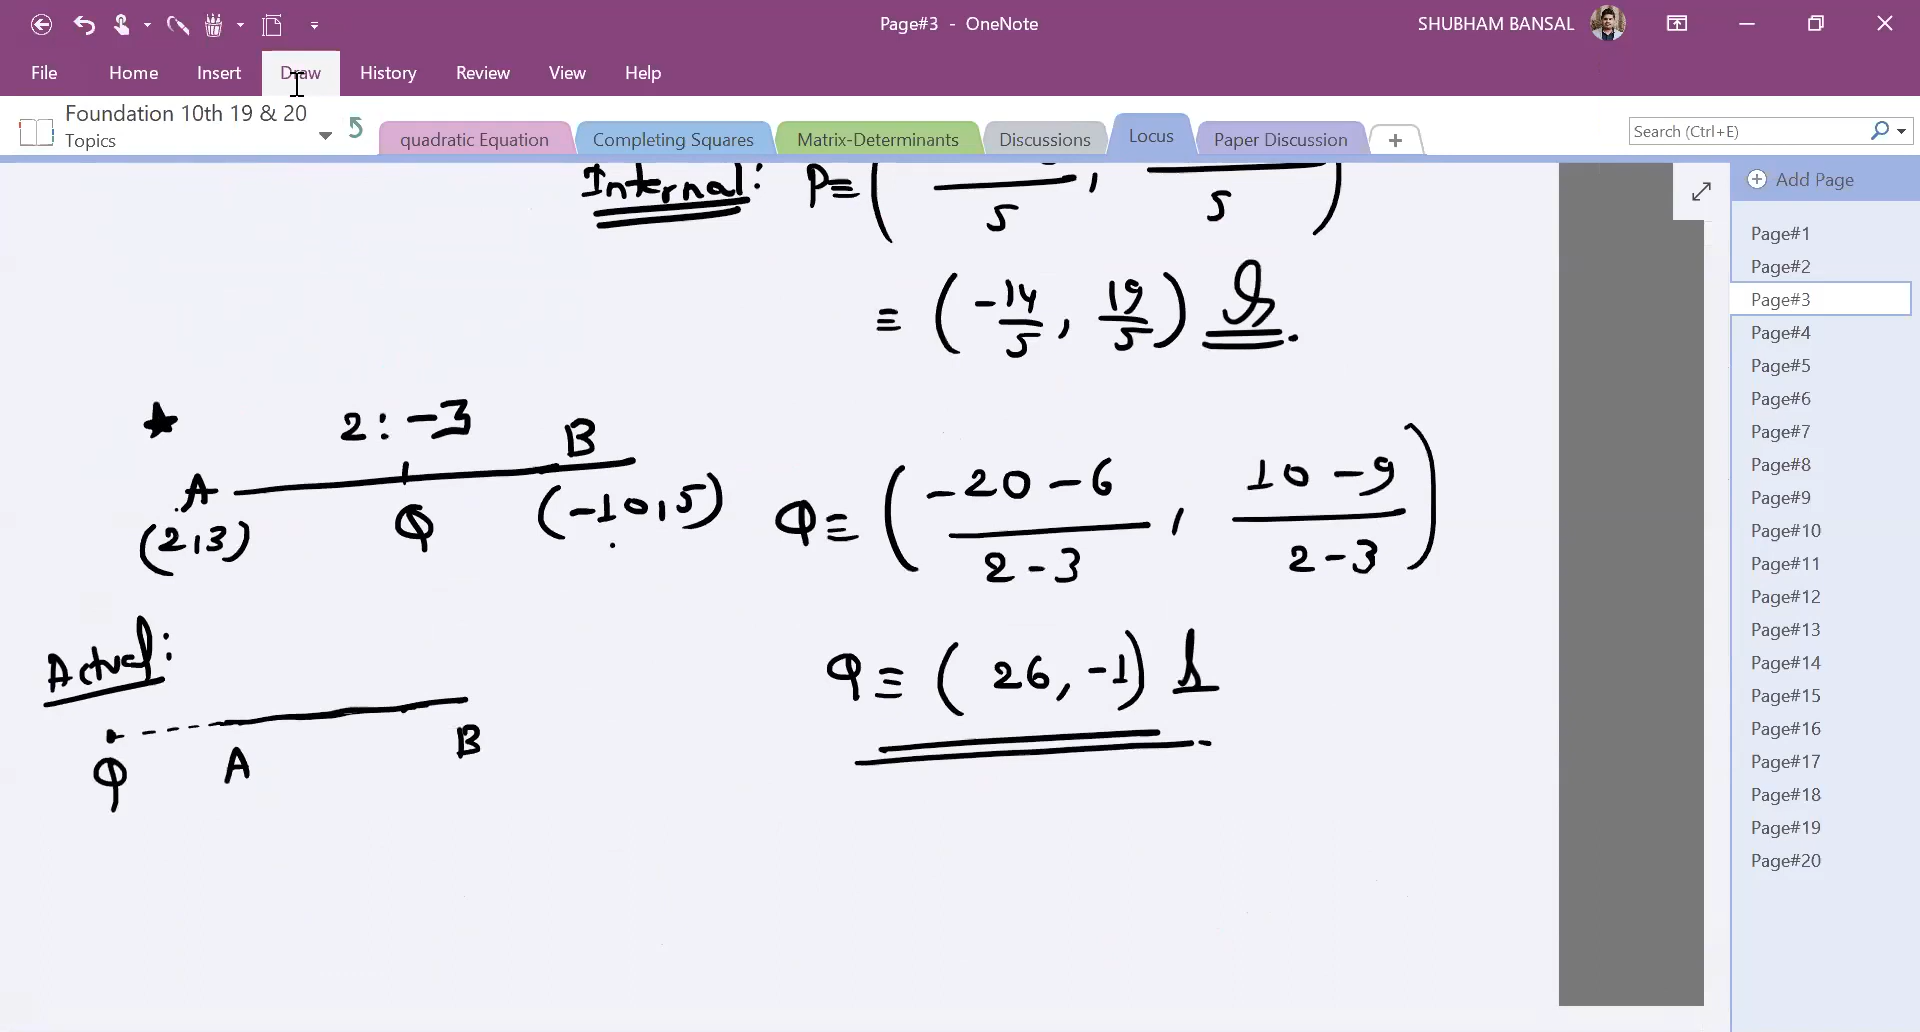 Page#3 - OneNote
SHUBHAM BANSAL
File Home Insert Draw History Review View Help
Foundation 10th 19 & 20
Topics
quadratic Equation Completing Squares Matrix-Determinants Discussions Locus Paper Discussion +
Search (Ctrl+E)
Add Page
Page#1
Page#2
Page#3
Page#4
Page#5
Page#6
Page#7
Page#8
Page#9
Page#10
Page#11
Page#12
Page#13
Page#14
Page#15
Page#16
Page#17
Page#18
Page#19
Page#20
Internal: P≡( /5, /5)
≡ (-14/5, 19/5)
★ 2:-3
A B
(2,3) Q (-10,5)
Q≡ ((-20-6)/(2-3), (10-9)/(2-3))
Actual:
Q≡ (26,-1)
Q A B